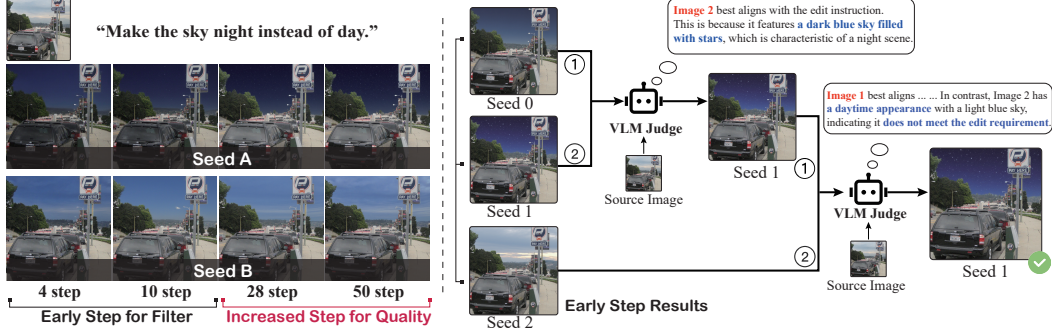 “Make the sky night instead of day.”
Seed A
Seed B
4 step
10 step
28 step
50 step
Early Step for Filter
Increased Step for Quality
Seed 0
Seed 1
Seed 2
①
②
VLM Judge
Source Image
Image 2 best aligns with the edit instruction.
This is because it features a dark blue sky filled
with stars, which is characteristic of a night scene.
Seed 1
①
②
Image 1 best aligns ... ... In contrast, Image 2 has
a daytime appearance with a light blue sky,
indicating it does not meet the edit requirement.
VLM Judge
Source Image
Seed 1
Early Step Results